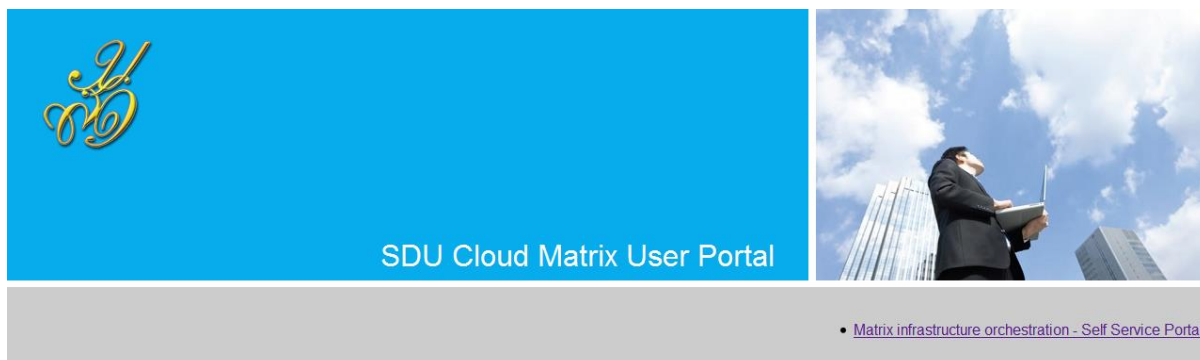 SDU Cloud Matrix User Portal
• Matrix infrastructure orchestration - Self Service Porta